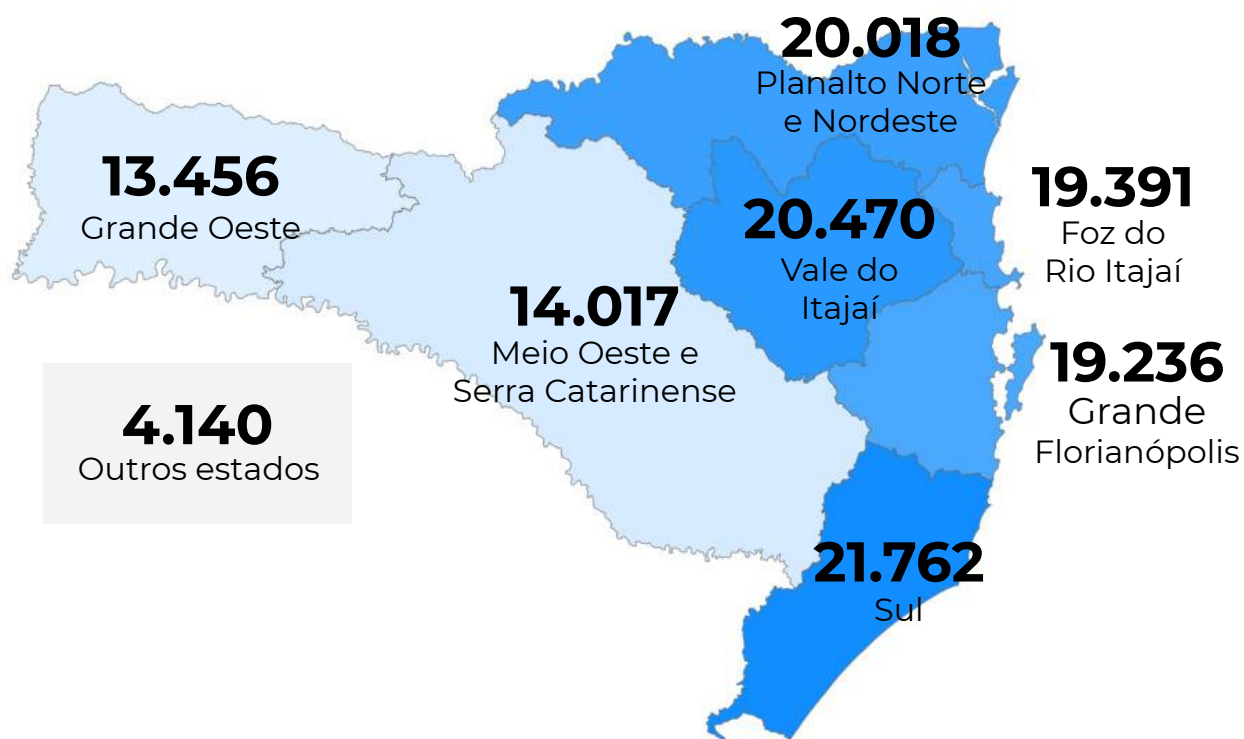 20.018
Planalto Norte
e Nordeste
13.456
Grande Oeste
19.391
Foz do
Rio Itajaí
20.470
Vale do
Itajaí
14.017
Meio Oeste e
Serra Catarinense
19.236
Grande
Florianópolis
4.140
Outros estados
21.762
Sul